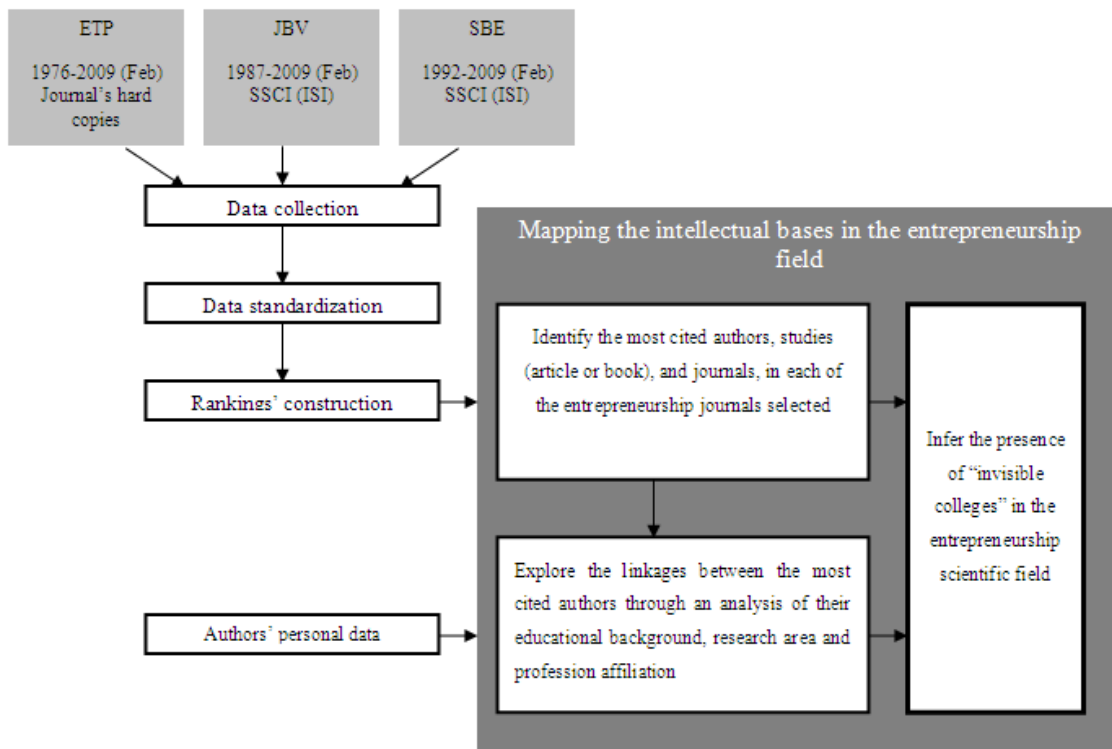 ETP
1976-2009 (Feb)
Journal's hard
copies
JBV
1987-2009 (Feb)
SSCI (ISI)
SBE
1992-2009 (Feb)
SSCI (ISI)
Data collection
Data standardization
Rankings' construction
Authors' personal data
Mapping the intellectual bases in the entrepreneurship
field
Identify the most cited authors, studies
(article or book), and journals, in each of
the entrepreneurship journals selected
Explore the linkages between the most
cited authors through an analysis of their
educational background, research area and
profession affiliation
Infer the presence
of “invisible
colleges” in the
entrepreneurship
scientific field